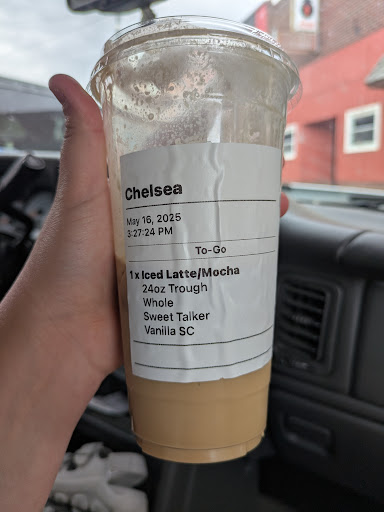 Chelsea
May 16, 2025
3:27:24 PM
To-Go
1 x Iced Latte/Mocha
24oz Trough
Whole
Sweet Talker
Vanilla SC